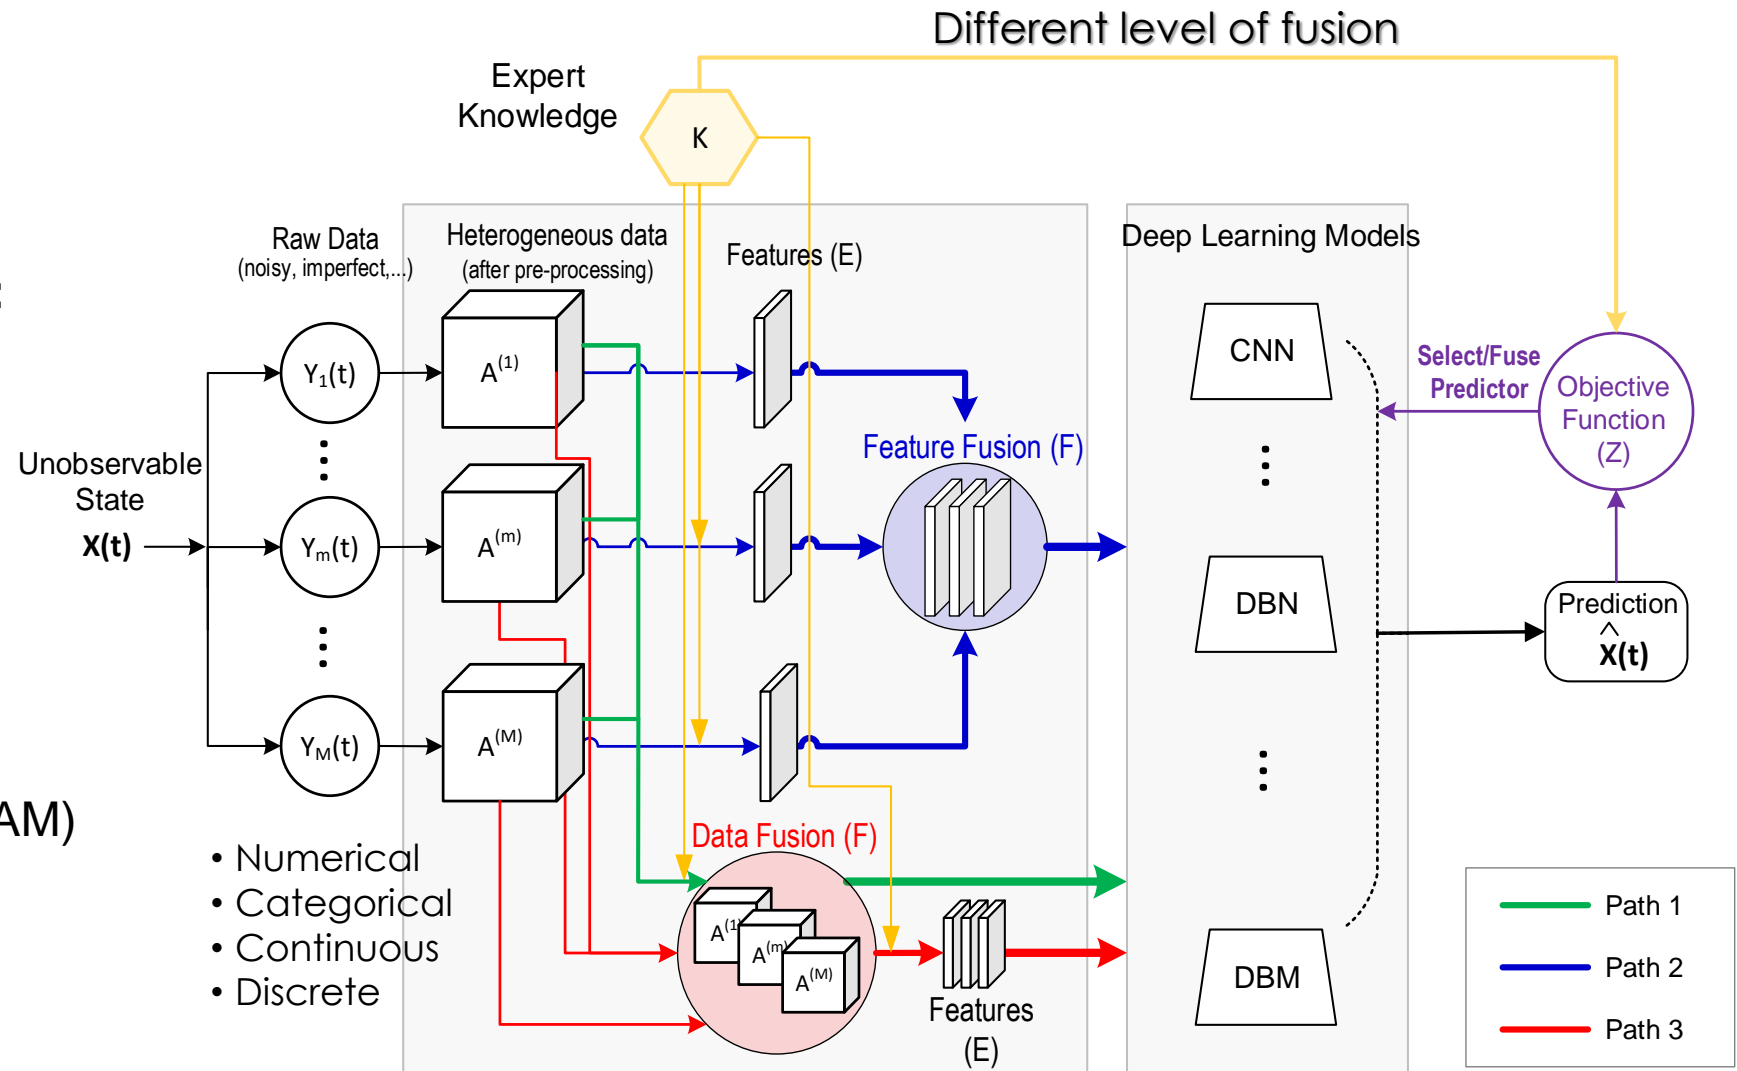 Different level of fusion
Expert
Knowledge
K
Raw Data
(noisy, imperfect,...)
Heterogeneous data
(after pre-processing)
Features (E)
Deep Learning Models
Y1(t)
A(1)
CNN
Select/Fuse
Predictor
Objective
Function
(Z)
Feature Fusion (F)
Unobservable
State
X(t)
Ym(t)
A(m)
DBN
Prediction
X̂(t)
YM(t)
A(M)
AM)
Data Fusion (F)
• Numerical
• Categorical
• Continuous
• Discrete
A(1)
A(m)
A(M)
Features
(E)
DBM
Path 1
Path 2
Path 3